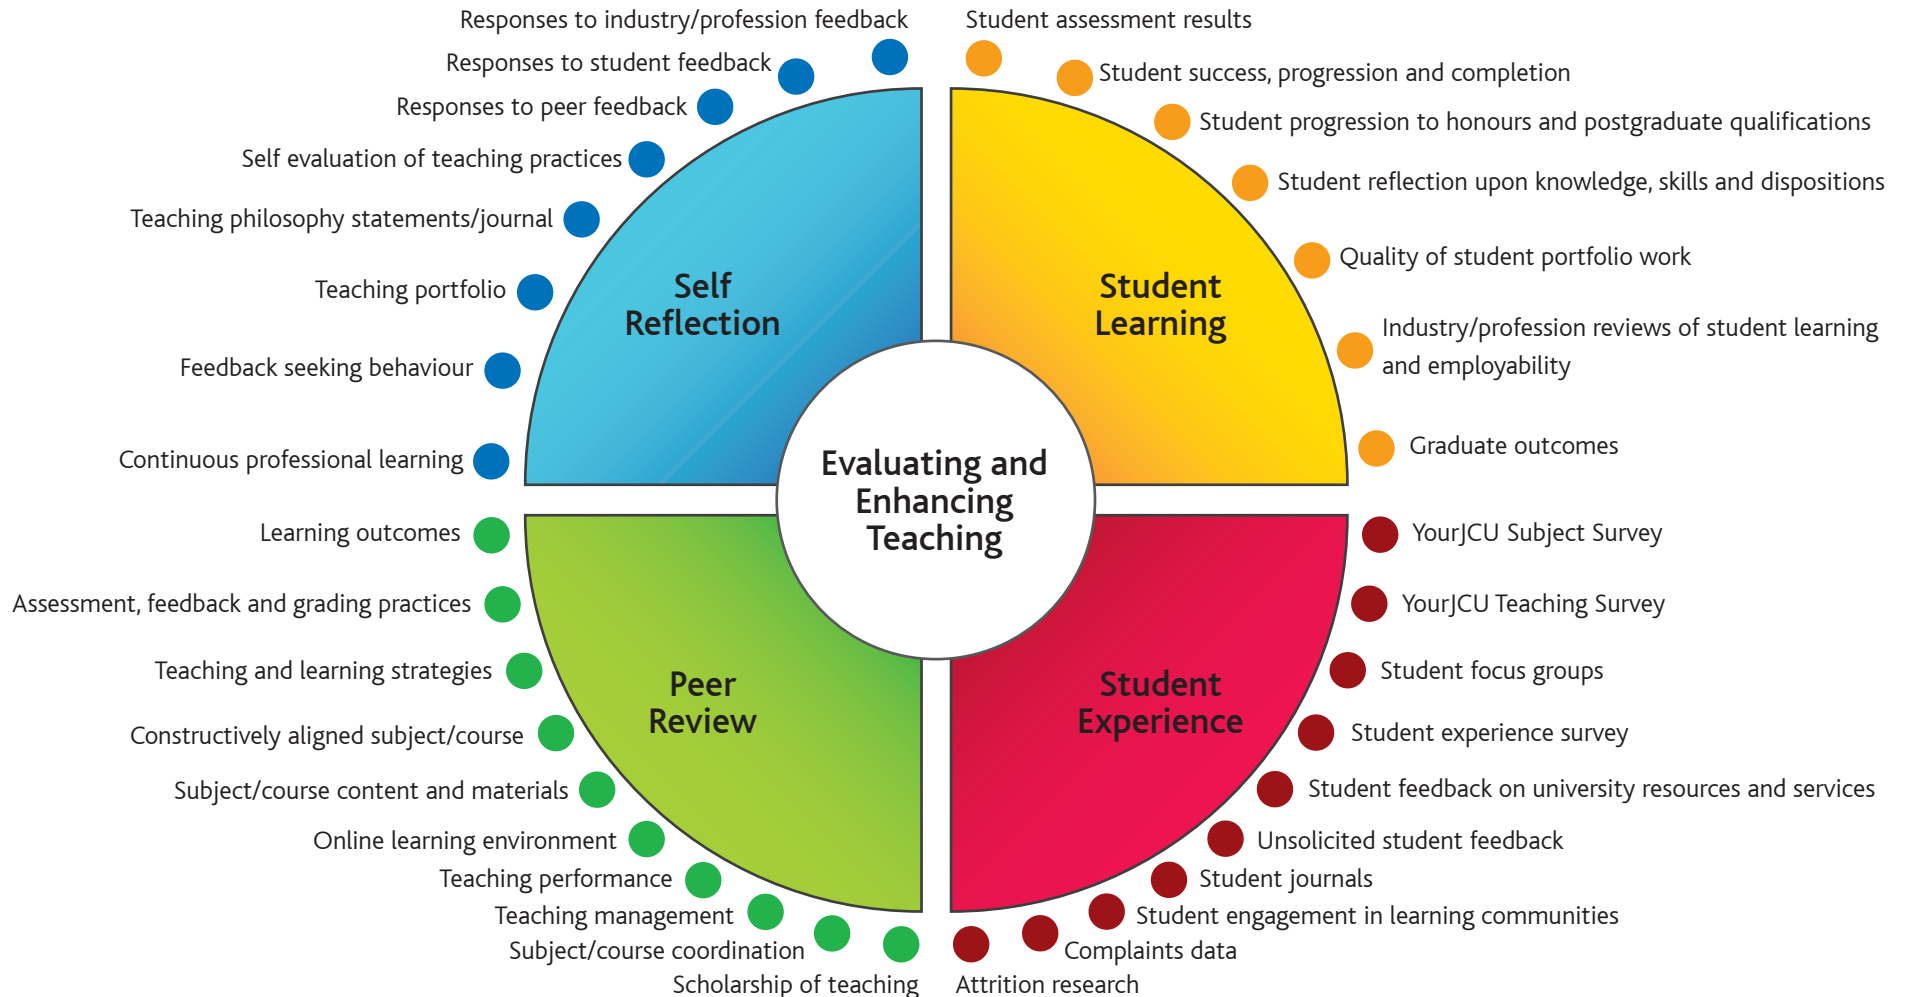 Responses to industry/profession feedback
Responses to student feedback
Responses to peer feedback
Self evaluation of teaching practices
Teaching philosophy statements/journal
Teaching portfolio
Feedback seeking behaviour
Continuous professional learning
Self
Reflection
Student assessment results
Student success, progression and completion
Student progression to honours and postgraduate qualifications
Student reflection upon knowledge, skills and dispositions
Quality of student portfolio work
Industry/profession reviews of student learning
and employability
Graduate outcomes
Student
Learning
Evaluating and
Enhancing
Teaching
Learning outcomes
Assessment, feedback and grading practices
Teaching and learning strategies
Constructively aligned subject/course
Subject/course content and materials
Online learning environment
Teaching performance
Teaching management
Subject/course coordination
Scholarship of teaching
Peer
Review
YourJCU Subject Survey
YourJCU Teaching Survey
Student focus groups
Student experience survey
Student feedback on university resources and services
Unsolicited student feedback
Student journals
Student engagement in learning communities
Complaints data
Attrition research
Student
Experience